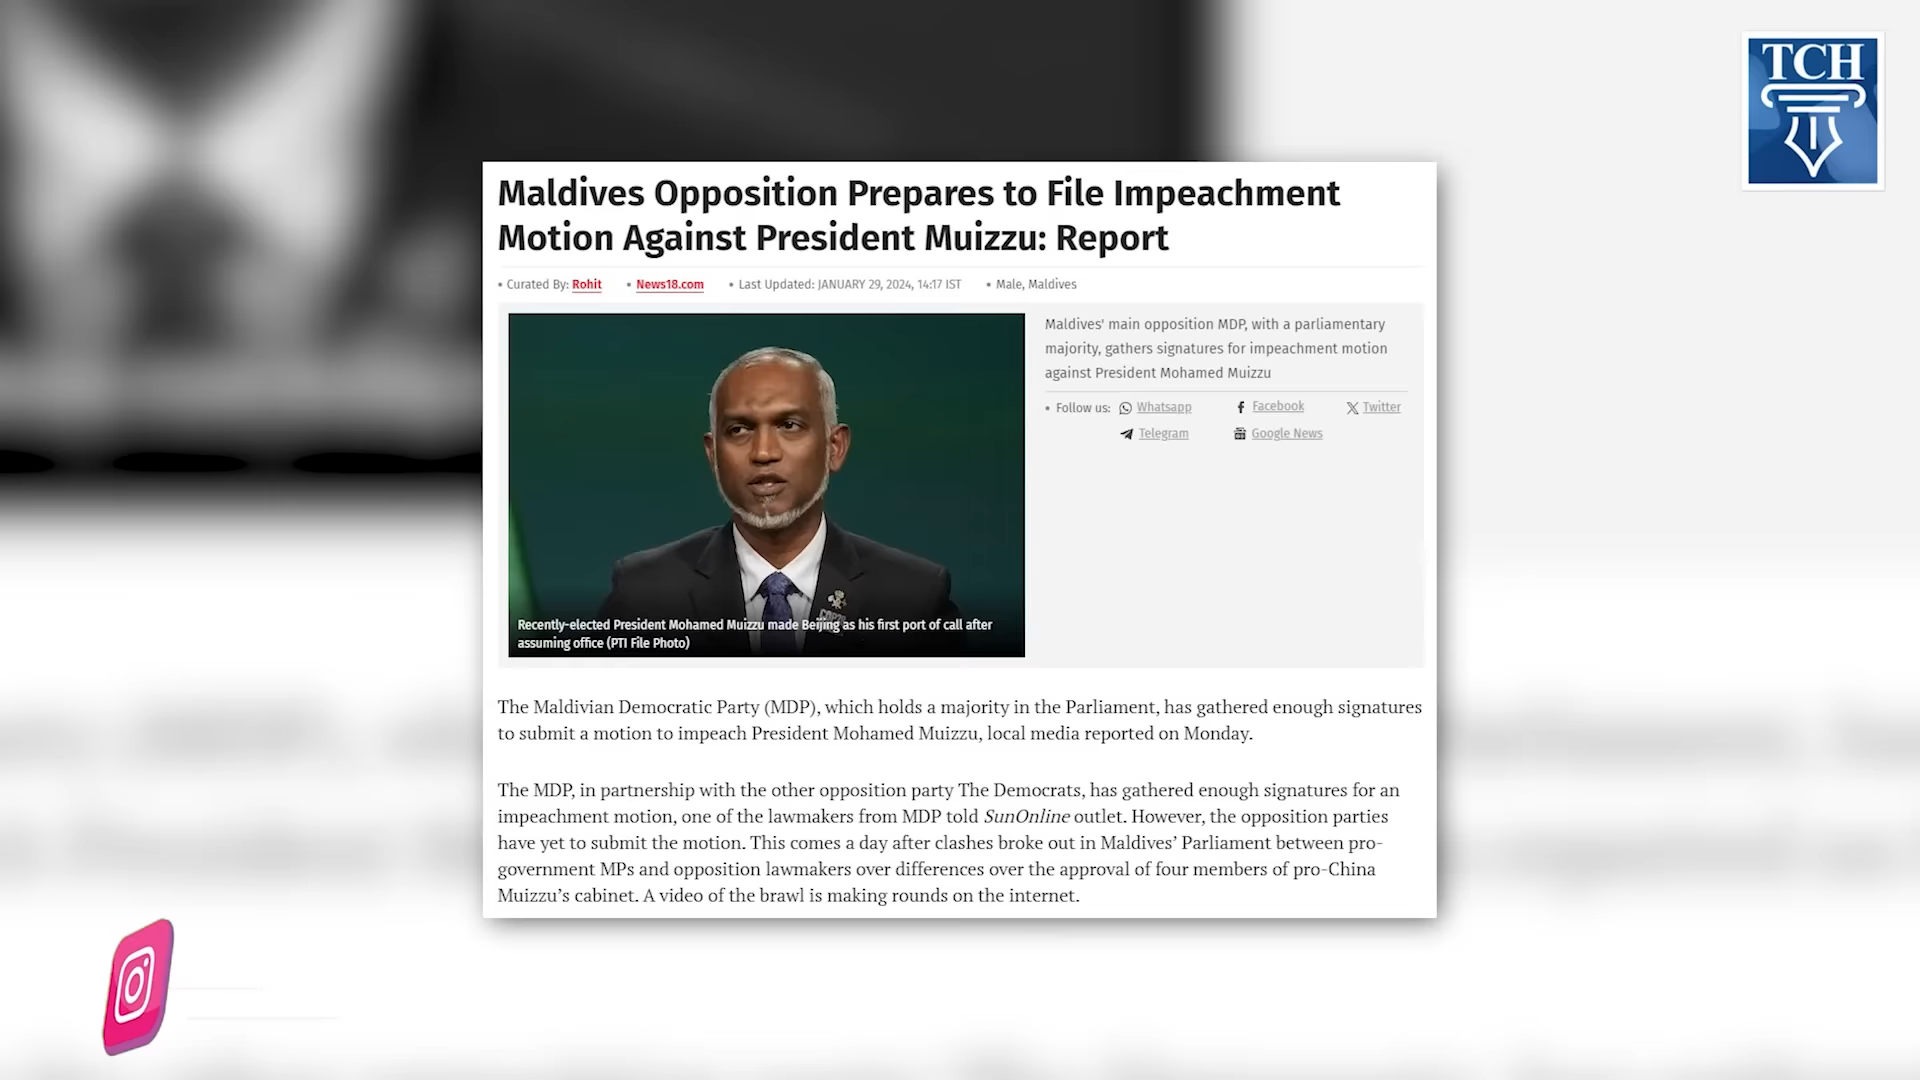 TCH
Maldives Opposition Prepares to File Impeachment
Motion Against President Muizzu: Report
• Curated By: Rohit • News18.com • Last Updated: JANUARY 29, 2024, 14:17 IST • Male, Maldives
Recently-elected President Mohamed Muizzu made Beijing as his first port of call after
assuming office (PTI File Photo)
Maldives' main opposition MDP, with a parliamentary
majority, gathers signatures for impeachment motion
against President Mohamed Muizzu
• Follow us: Whatsapp Facebook Twitter
Telegram Google News
The Maldivian Democratic Party (MDP), which holds a majority in the Parliament, has gathered enough signatures
to submit a motion to impeach President Mohamed Muizzu, local media reported on Monday.
The MDP, in partnership with the other opposition party The Democrats, has gathered enough signatures for an
impeachment motion, one of the lawmakers from MDP told SunOnline outlet. However, the opposition parties
have yet to submit the motion. This comes a day after clashes broke out in Maldives’ Parliament between pro-
government MPs and opposition lawmakers over differences over the approval of four members of pro-China
Muizzu’s cabinet. A video of the brawl is making rounds on the internet.